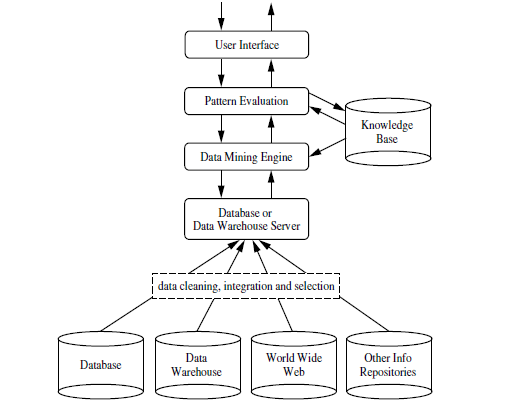 User Interface
Pattern Evaluation
Knowledge
Base
Data Mining Engine
Database or
Data Warehouse Server
data cleaning, integration and selection
Database
Data
Warehouse
World Wide
Web
Other Info
Repositories